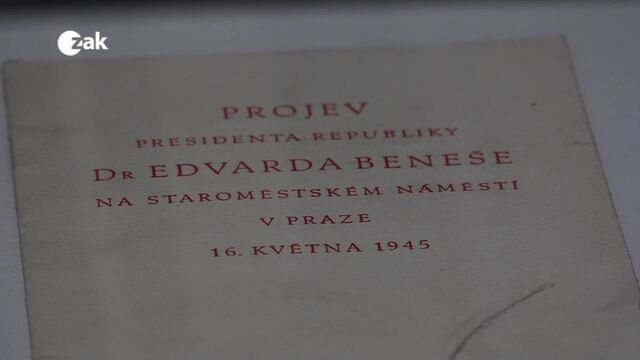 zak
PROJEV
PRESIDENTA REPUBLIKY
DR EDVARDA BENEŠE
NA STAROMĚSTSKÉM NÁMĚSTÍ
V PRAZE
16. KVĚTNA 1945